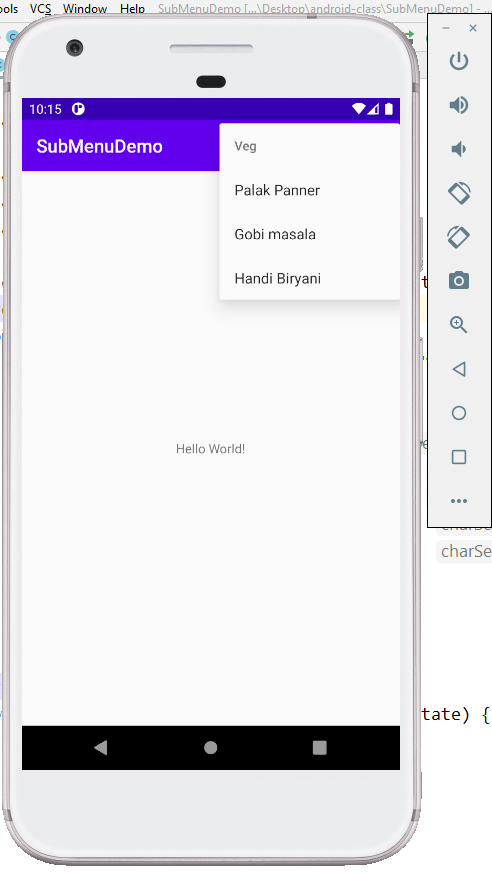 ools VCS Window Help SubMenuDemo [...\Desktop\android-class\SubMenuDemo] - ...
10:15
SubMenuDemo
Veg
Palak Panner
Gobi masala
Handi Biryani
Hello World!
charSe
charSe
tate) {